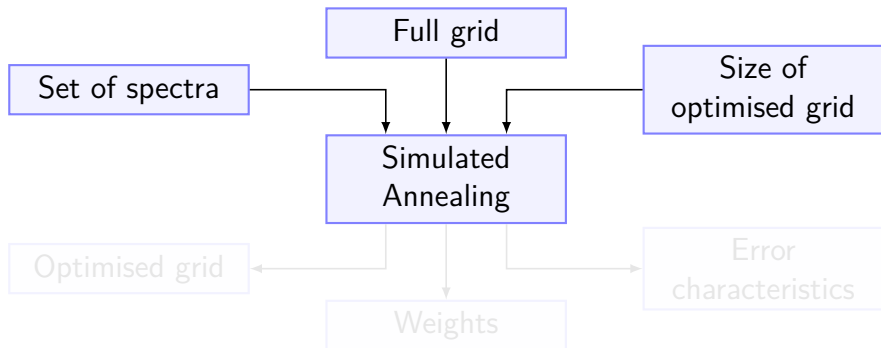 Full grid
Set of spectra
Size of
optimised grid
Simulated
Annealing
Optimised grid
Error
characteristics
Weights